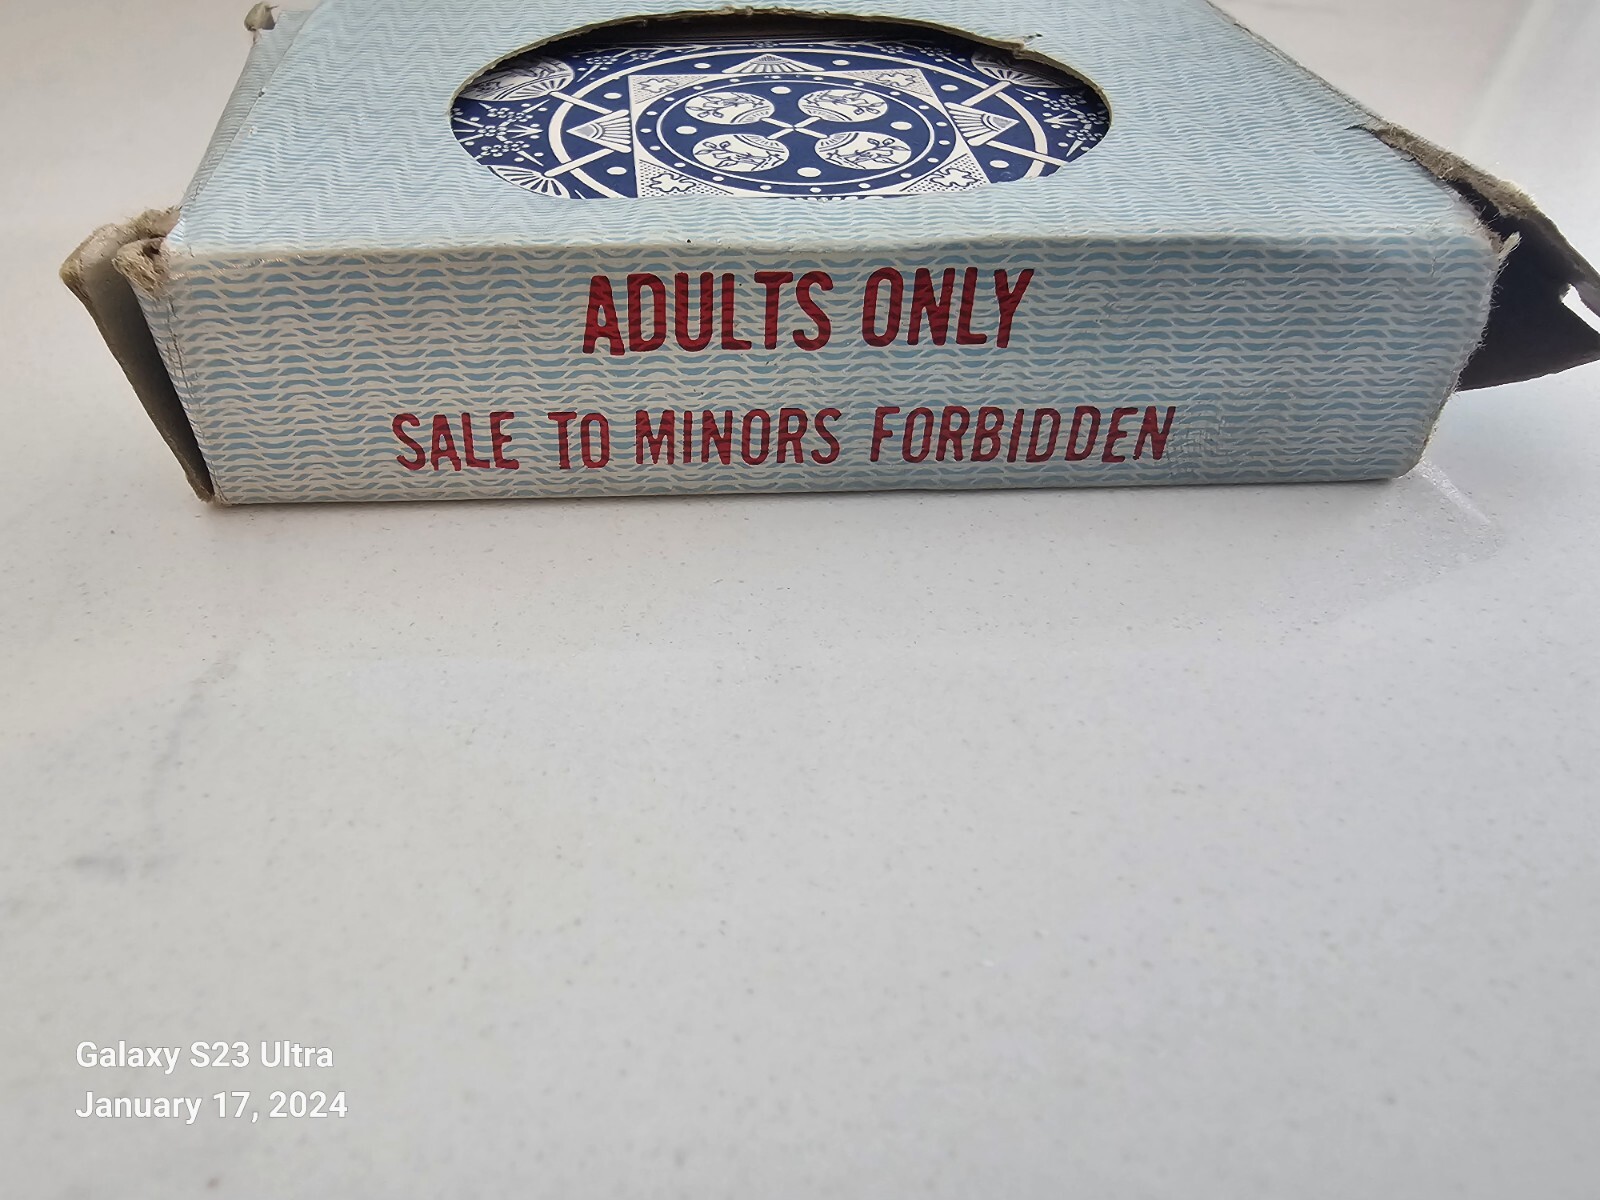 ADULTS ONLY
SALE TO MINORS FORBIDDEN
Galaxy S23 Ultra
January 17, 2024